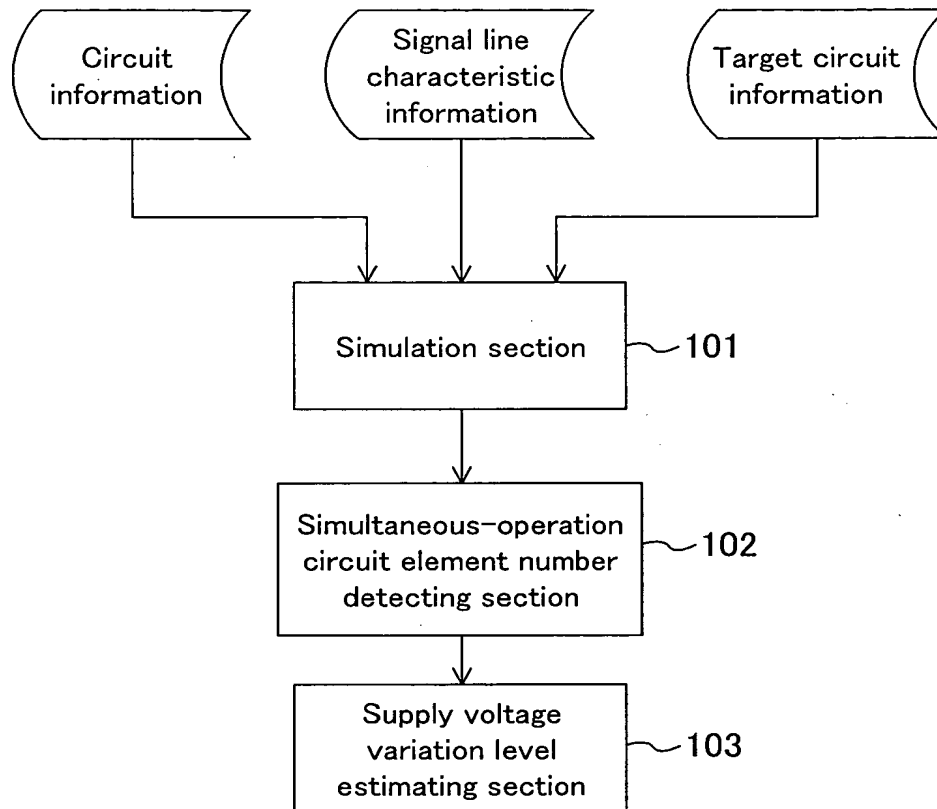 Circuit
information
Signal line
characteristic
information
Target circuit
information
Simulation section
101
Simultaneous-operation
circuit element number
detecting section
102
Supply voltage
variation level
estimating section
103